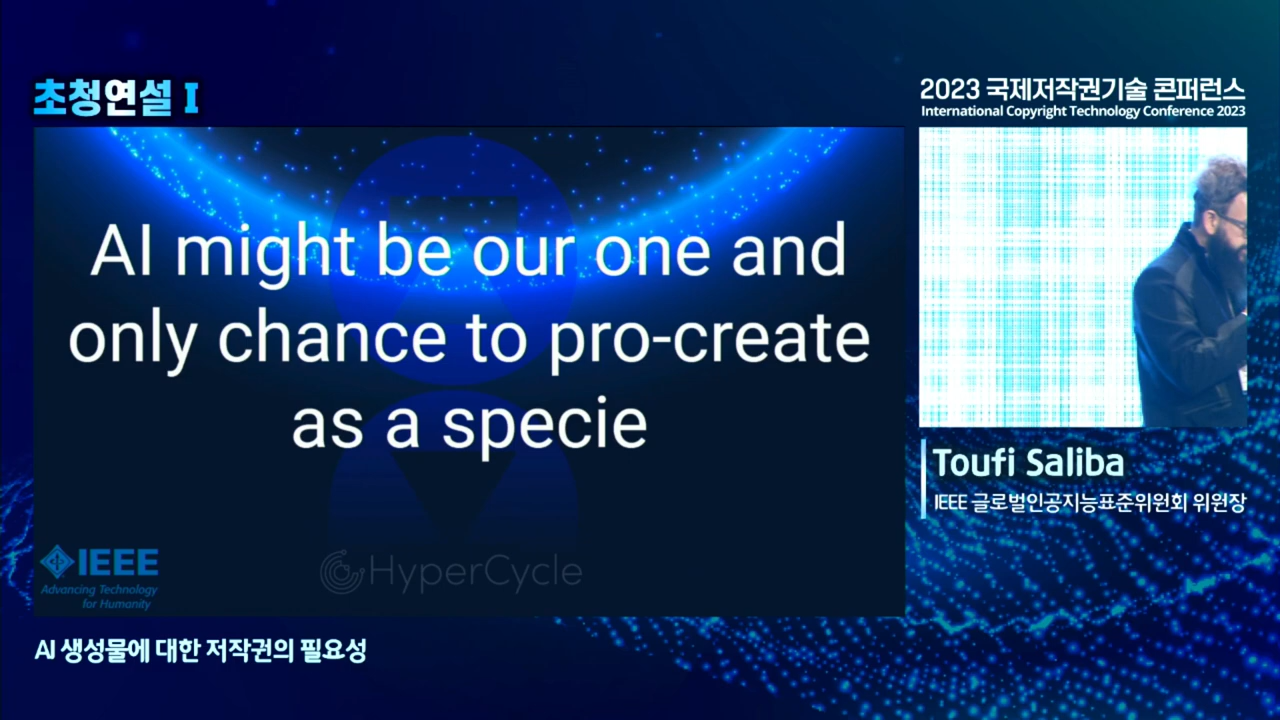 초청연설 I
2023 국제저작권기술 콘퍼런스
International Copyright Technology Conference 2023
AI might be our one and
only chance to pro-create
as a specie
Toufi Saliba
IEEE 글로벌인공지능표준위원회 위원장
IEEE
Advancing Technology
for Humanity
HyperCycle
AI 생성물에 대한 저작권의 필요성